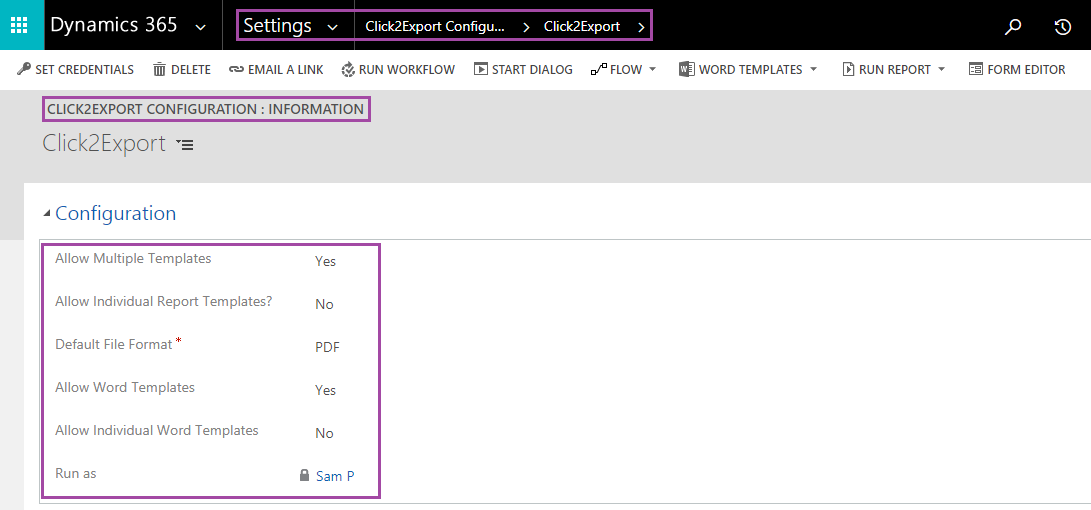 Dynamics 365 Settings Click2Export Configu... Click2Export
SET CREDENTIALS DELETE EMAIL A LINK RUN WORKFLOW START DIALOG FLOW WORD TEMPLATES RUN REPORT FORM EDITOR
CLICK2EXPORT CONFIGURATION : INFORMATION
Click2Export
Configuration
Allow Multiple Templates Yes
Allow Individual Report Templates? No
Default File Format * PDF
Allow Word Templates Yes
Allow Individual Word Templates No
Run as Sam P